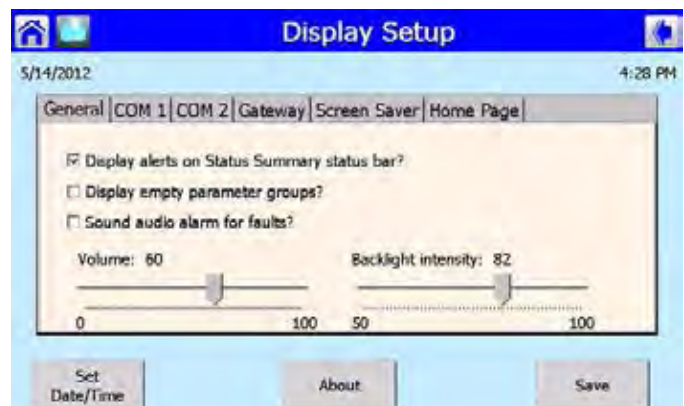 Display Setup
5/14/2012 4:28 PM
General COM 1 COM 2 Gateway Screen Saver Home Page
Display alerts on Status Summary status bar?
Display empty parameter groups?
Sound audio alarm for faults?
Volume: 60 Backlight intensity: 82
0 100 50 100
Set About Save
Date/Time